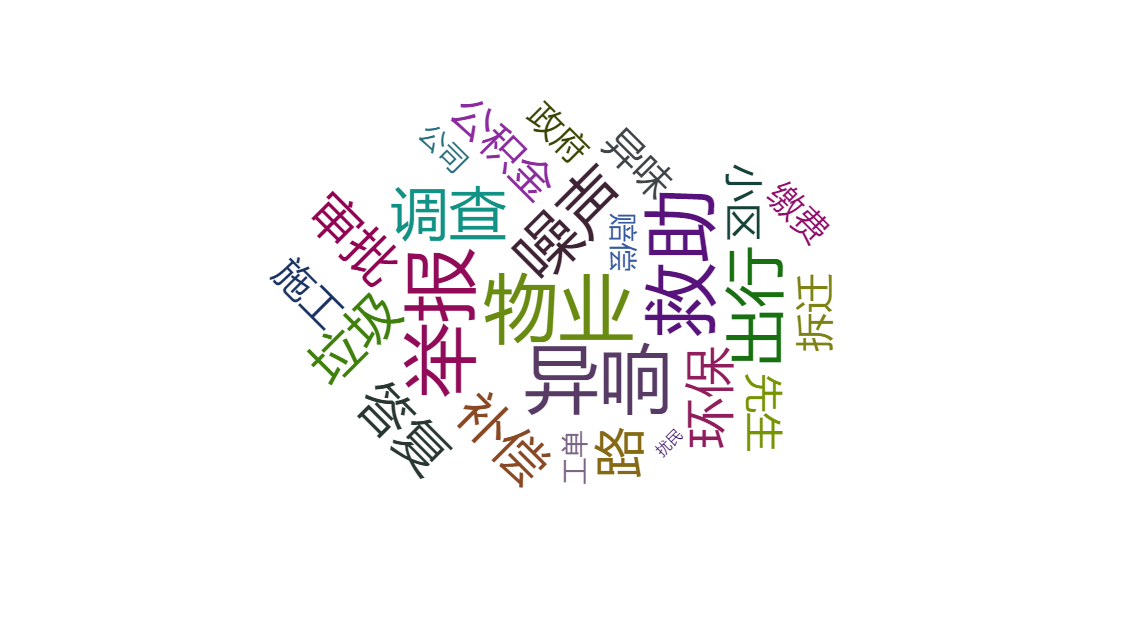 公积金
政府
公司
异味
小区
缴费
调查
噪声
审批
赔偿
救助
施工
举报
物业
出行
拆迁
垃圾
异响
环保
先生
答复
补偿
工单
路
扰民